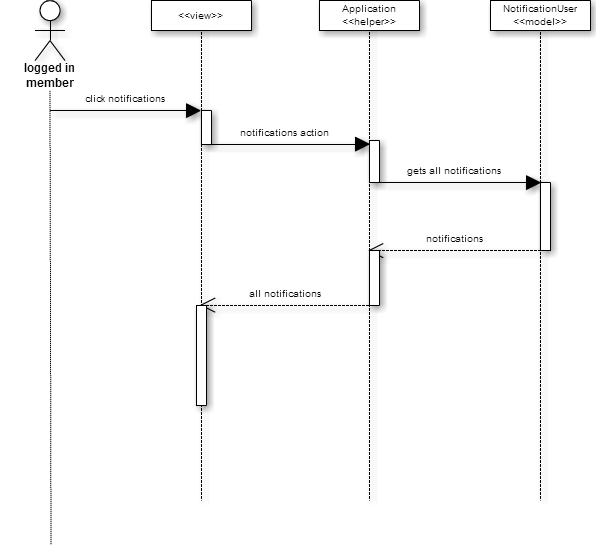 <<view>>
Application
<<helper>>
NotificationUser
<<model>>
logged in
member
click notifications
notifications action
gets all notifications
notifications
all notifications